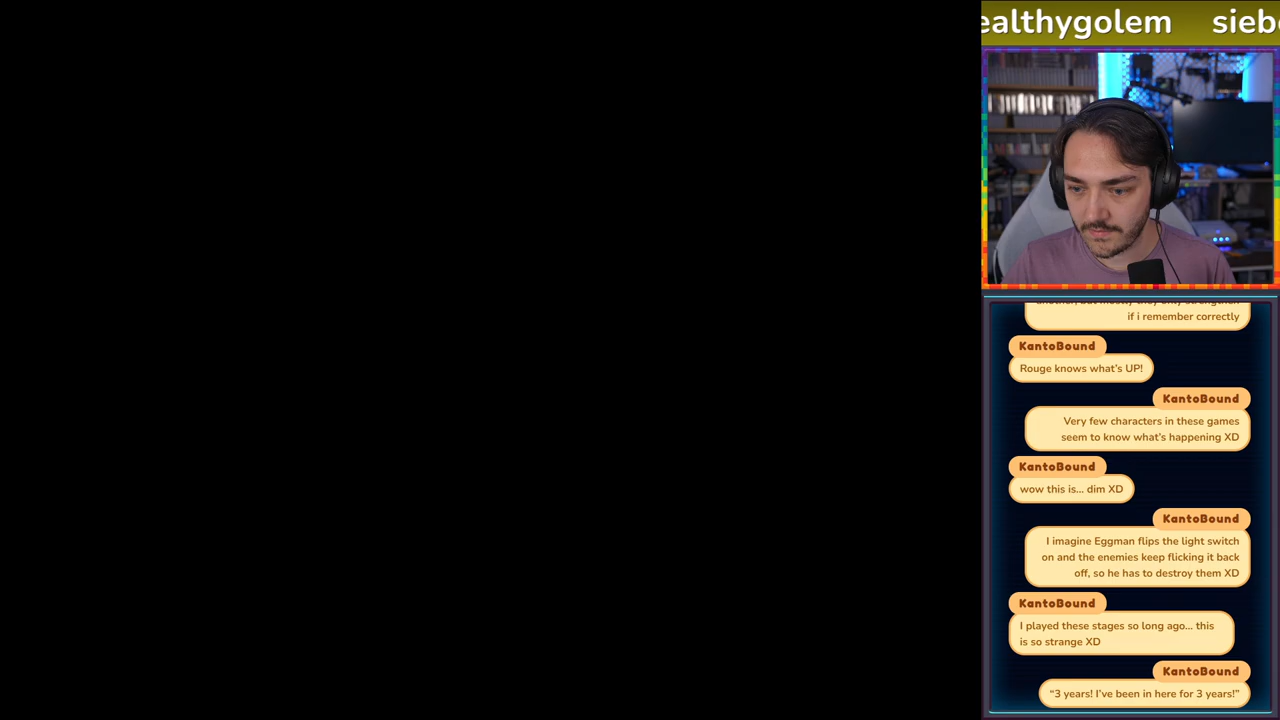 ealthygolem sieb
if i remember correctly
KantoBound
Rouge knows what's UP!
KantoBound
Very few characters in these games
seem to know what's happening XD
KantoBound
wow this is... dim XD
KantoBound
I imagine Eggman flips the light switch
on and the enemies keep flicking it back
off, so he has to destroy them XD
KantoBound
I played these stages so long ago... this
is so strange XD
KantoBound
“3 years! I've been in here for 3 years!”